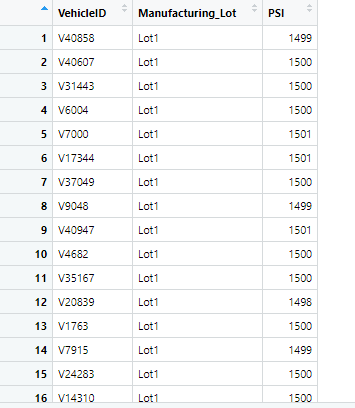 VehicleID Manufacturing_Lot PSI
1 V40858 Lot1 1499
2 V40607 Lot1 1500
3 V31443 Lot1 1500
4 V6004 Lot1 1500
5 V7000 Lot1 1501
6 V17344 Lot1 1501
7 V37049 Lot1 1500
8 V9048 Lot1 1499
9 V40947 Lot1 1501
10 V4682 Lot1 1500
11 V35167 Lot1 1500
12 V20839 Lot1 1498
13 V1763 Lot1 1500
14 V7915 Lot1 1499
15 V24283 Lot1 1500
16 V14310 Lot1 1500